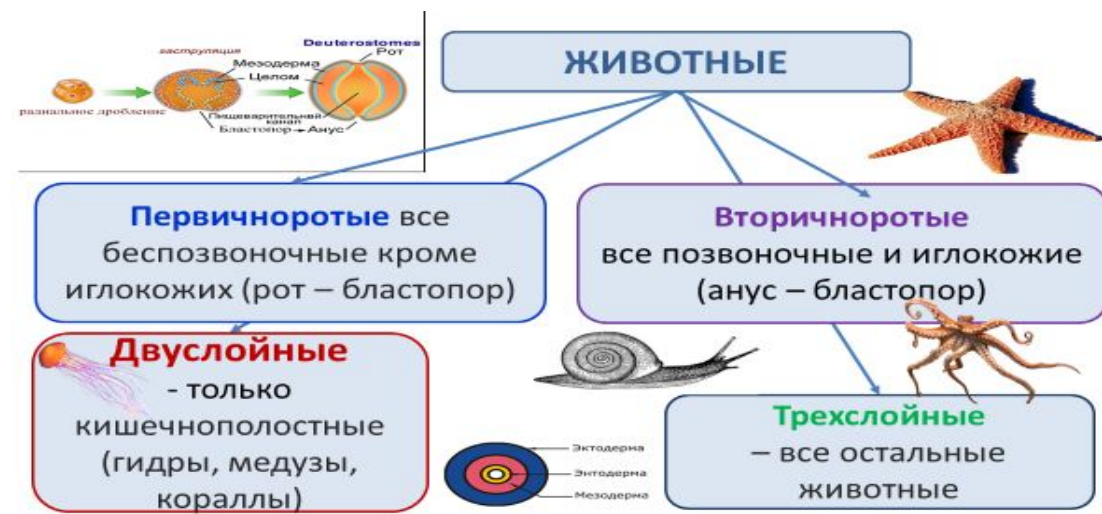 гаструляция
Deuterostomes
Рот
Мезодерма
Целом
радиальное дробление
Пищеварительный
канал
Бластопор → Анус
ЖИВОТНЫЕ
Первичноротые все
беспозвоночные кроме
иглокожих (рот – бластопор)
Вторичноротые
все позвоночные и иглокожие
(анус – бластопор)
Двуслойные
- только
кишечнополостные
(гидры, медузы,
кораллы)
Эктодерма
Энтодерма
Мезодерма
Трехслойные
– все остальные
животные